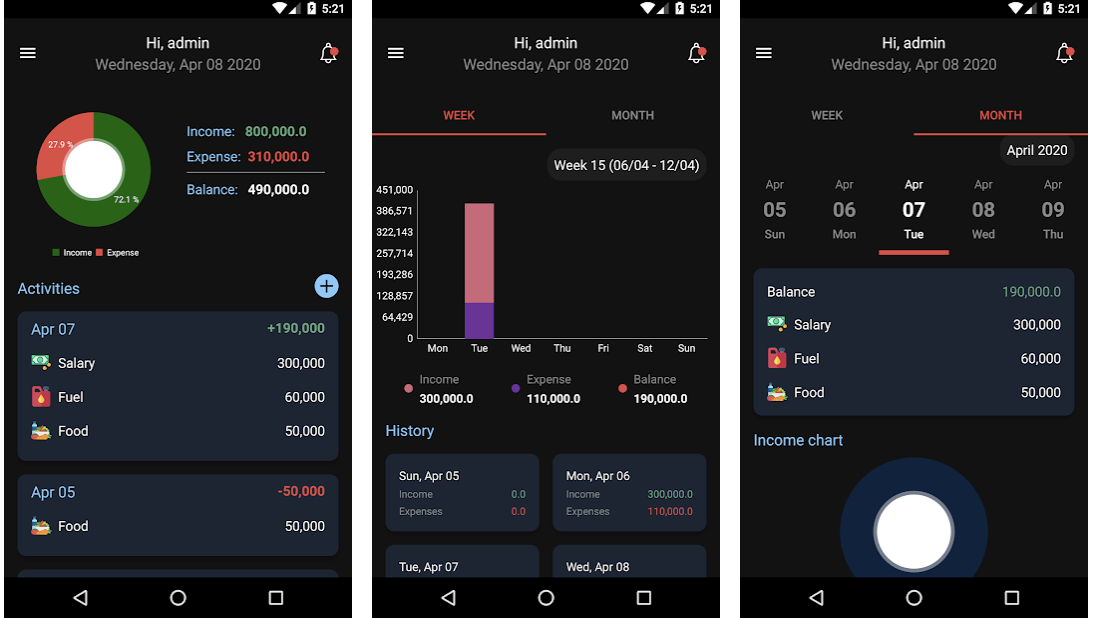 5:21
Hi, admin
Wednesday, Apr 08 2020
27.9 %
72.1 %
Income: 800,000.0
Expense: 310,000.0
Balance: 490,000.0
Income Expense
Activities
Apr 07 +190,000
Salary 300,000
Fuel 60,000
Food 50,000
Apr 05 -50,000
Food 50,000
5:21
Hi, admin
Wednesday, Apr 08 2020
WEEK MONTH
Week 15 (06/04 - 12/04)
451,000
386,571
322,143
257,714
193,286
128,857
64,429
0
Mon Tue Wed Thu Fri Sat Sun
Income Expense Balance
300,000.0 110,000.0 190,000.0
History
Sun, Apr 05
Income 0.0
Expenses 0.0
Mon, Apr 06
Income 300,000.0
Expenses 110,000.0
Tue, Apr 07
Wed, Apr 08
5:21
Hi, admin
Wednesday, Apr 08 2020
WEEK MONTH
April 2020
Apr Apr Apr Apr Apr
05 06 07 08 09
Sun Mon Tue Wed Thu
Balance 190,000.0
Salary 300,000
Fuel 60,000
Food 50,000
Income chart